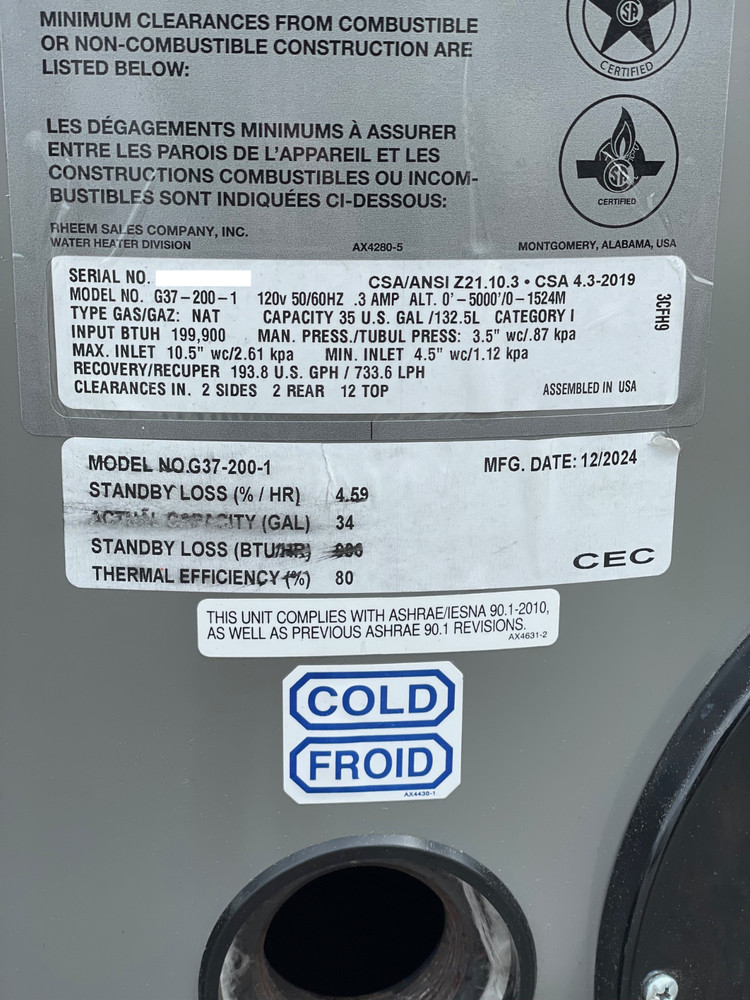 MINIMUM CLEARANCES FROM COMBUSTIBLE
OR NON-COMBUSTIBLE CONSTRUCTION ARE
LISTED BELOW:
SA
CERTIFIED
LES DÉGAGEMENTS MINIMUMS À ASSURER
ENTRE LES PAROIS DE L'APPAREIL ET LES
CONSTRUCTIONS COMBUSTIBLES OU INCOM-
BUSTIBLES SONT INDIQUÉES CI-DESSOUS:
SA
CERTIFIED
RHEEM SALES COMPANY, INC.
WATER HEATER DIVISION
AX4280-5
MONTGOMERY, ALABAMA, USA
SERIAL NO.
CSA/ANSI Z21.10.3 • CSA 4.3-2019
MODEL NO. G37-200-1 120v 50/60HZ .3 AMP ALT. 0'-5000'/0-1524M
TYPE GAS/GAZ: NAT CAPACITY 35 U.S. GAL /132.5L CATEGORY I
INPUT BTUH 199,900 MAN. PRESS./TUBUL PRESS: 3.5" wc/.87 kpa
MAX. INLET 10.5" wc/2.61 kpa MIN. INLET 4.5" wc/1.12 kpa
RECOVERY/RECUPER 193.8 U.S. GPH / 733.6 LPH
CLEARANCES IN. 2 SIDES 2 REAR 12 TOP
ASSEMBLED IN USA
3CFH9
MODEL NO.G37-200-1
MFG. DATE: 12/2024
STANDBY LOSS (% / HR) 4.59
ACTUAL CAPACITY (GAL) 34
STANDBY LOSS (BTU/HR)
THERMAL EFFICIENCY (%) 80
CEC
THIS UNIT COMPLIES WITH ASHRAE/IESNA 90.1-2010,
AS WELL AS PREVIOUS ASHRAE 90.1 REVISIONS.
AX4631-2
COLD
FROID
AX4430-1